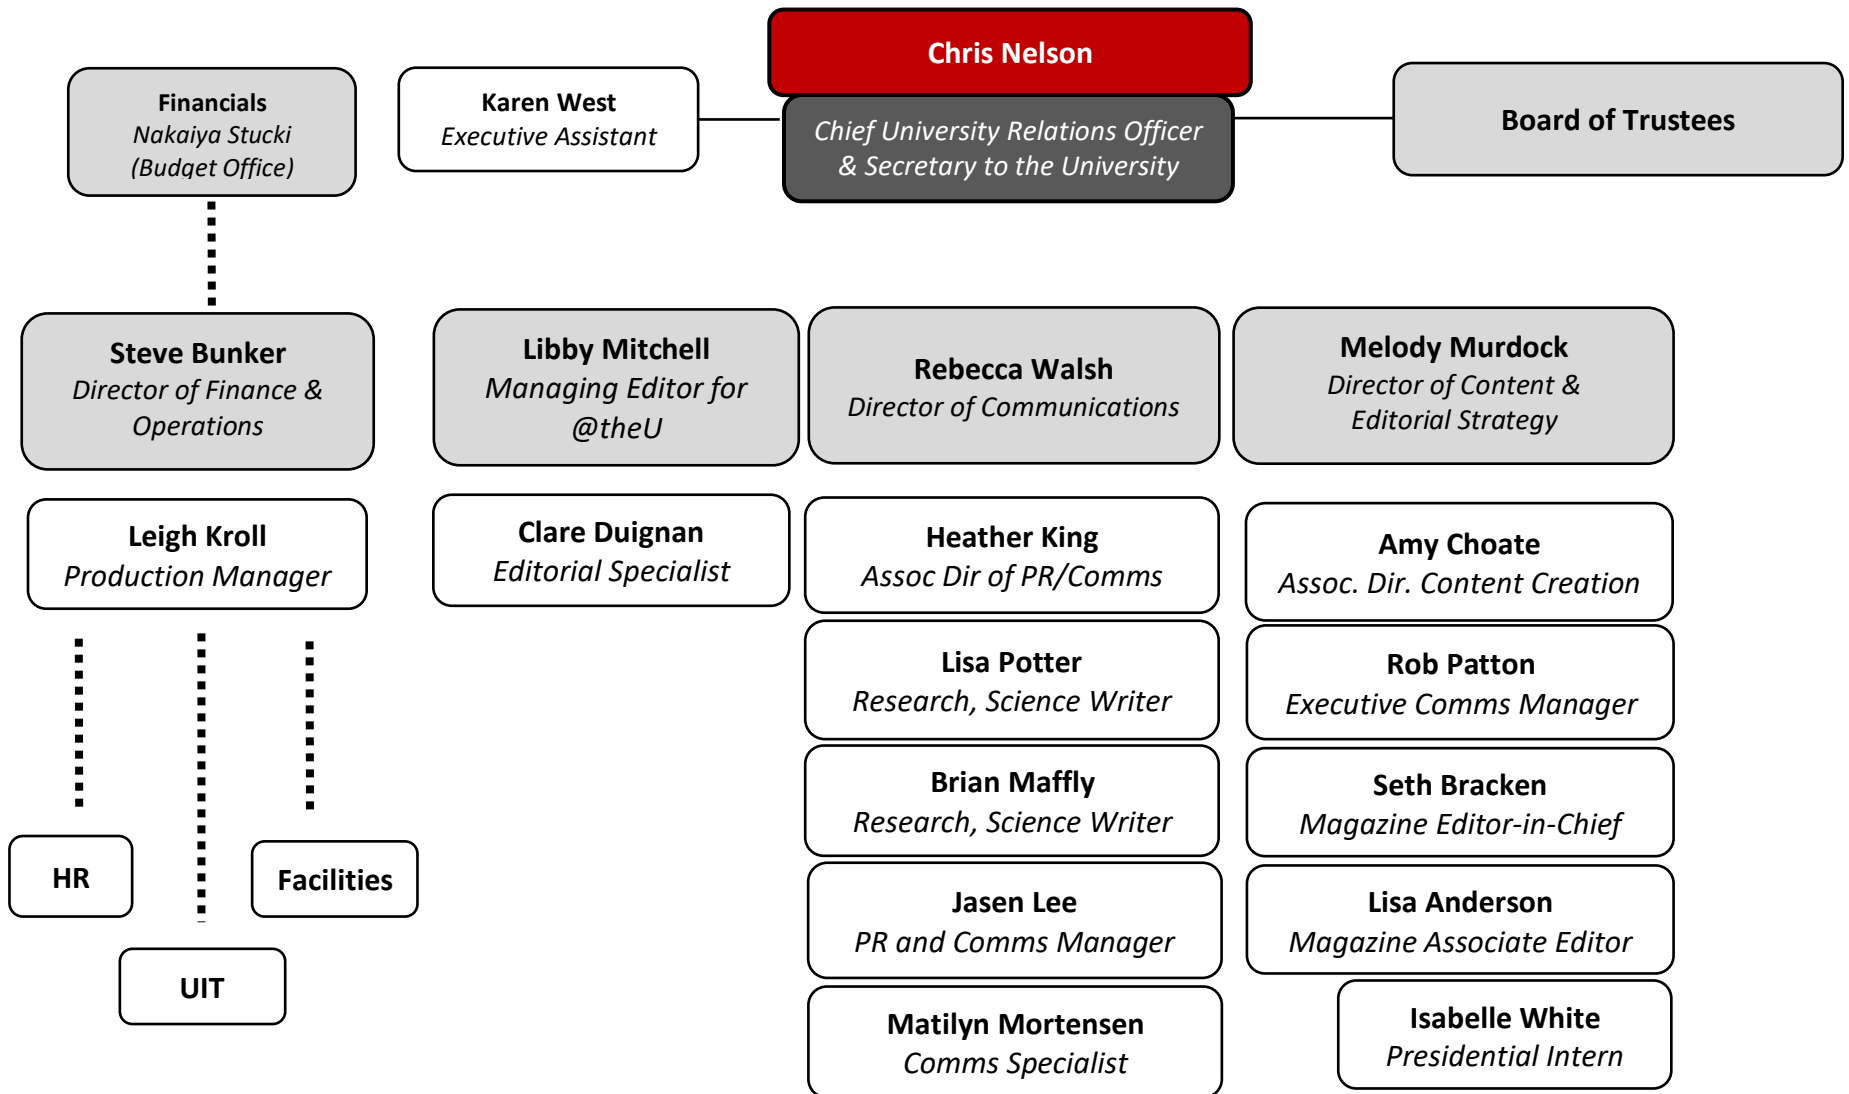 Chris Nelson
Chief University Relations Officer
& Secretary to the University
Financials
Nakaiya Stucki
(Budget Office)
Karen West
Executive Assistant
Board of Trustees
Steve Bunker
Director of Finance &
Operations
Libby Mitchell
Managing Editor for
@theU
Rebecca Walsh
Director of Communications
Melody Murdock
Director of Content &
Editorial Strategy
Leigh Kroll
Production Manager
HR
UIT
Facilities
Clare Duignan
Editorial Specialist
Heather King
Assoc Dir of PR/Comms
Lisa Potter
Research, Science Writer
Brian Maffly
Research, Science Writer
Jasen Lee
PR and Comms Manager
Matilyn Mortensen
Comms Specialist
Amy Choate
Assoc. Dir. Content Creation
Rob Patton
Executive Comms Manager
Seth Bracken
Magazine Editor-in-Chief
Lisa Anderson
Magazine Associate Editor
Isabelle White
Presidential Intern